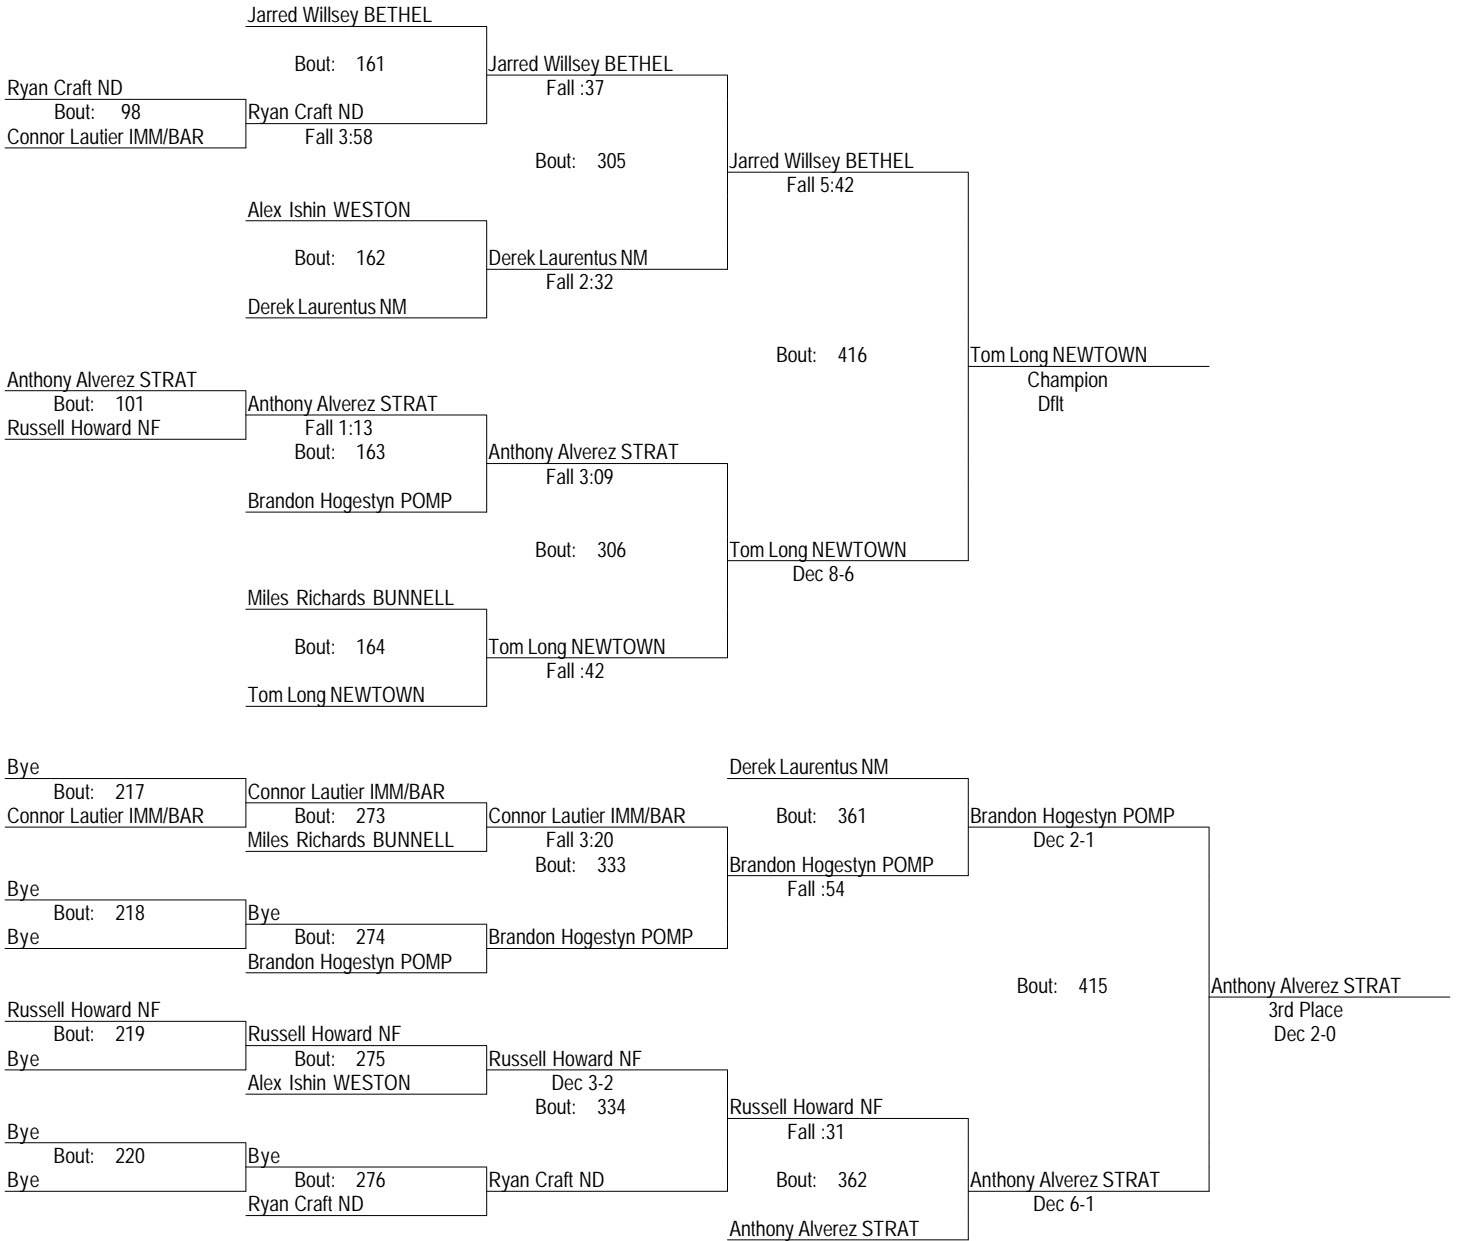 Jarred Willsey BETHEL
Bout: 161
Jarred Willsey BETHEL
Fall :37
Ryan Craft ND
Bout: 98
Ryan Craft ND
Connor Lautier IMM/BAR
Fall 3:58
Bout: 305
Jarred Willsey BETHEL
Fall 5:42
Alex Ishin WESTON
Bout: 162
Derek Laurentus NM
Fall 2:32
Derek Laurentus NM
Bout: 416
Tom Long NEWTOWN
Champion
Dflt
Anthony Alverez STRAT
Bout: 101
Anthony Alverez STRAT
Russell Howard NF
Fall 1:13
Bout: 163
Anthony Alverez STRAT
Fall 3:09
Brandon Hogestyn POMP
Bout: 306
Tom Long NEWTOWN
Dec 8-6
Miles Richards BUNNELL
Bout: 164
Tom Long NEWTOWN
Fall :42
Tom Long NEWTOWN
Bye
Derek Laurentus NM
Bout: 217
Connor Lautier IMM/BAR
Connor Lautier IMM/BAR
Bout: 273
Connor Lautier IMM/BAR
Bout: 361
Brandon Hogestyn POMP
Miles Richards BUNNELL
Fall 3:20
Dec 2-1
Bout: 333
Brandon Hogestyn POMP
Bye
Fall :54
Bout: 218
Bye
Bye
Bout: 274
Brandon Hogestyn POMP
Brandon Hogestyn POMP
Bout: 415
Anthony Alverez STRAT
3rd Place
Dec 2-0
Russell Howard NF
Bout: 219
Russell Howard NF
Bye
Bout: 275
Russell Howard NF
Alex Ishin WESTON
Dec 3-2
Bout: 334
Russell Howard NF
Bye
Fall :31
Bout: 220
Bye
Bye
Bout: 276
Ryan Craft ND
Bout: 362
Anthony Alverez STRAT
Ryan Craft ND
Dec 6-1
Anthony Alverez STRAT